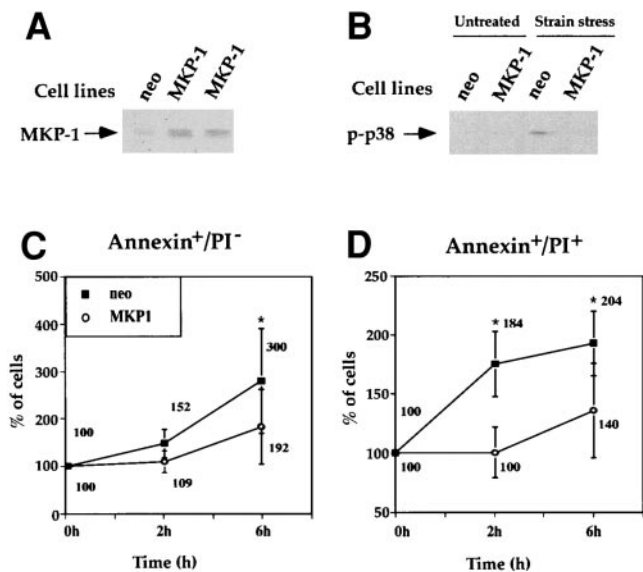 A
B
Untreated
Strain stress
Cell lines
neo
MKP-1
MKP-1
neo
MKP-1
neo
MKP-1
Cell lines
MKP-1
p-p38
C
Annexin+/PI-
D
Annexin+/PI+
500
neo
MKP1
400
300
200
100
0
% of cells
100
100
152
109
*
300
192
0h
2h
6h
Time (h)
250
200
150
100
50
% of cells
100
100
* 184
100
* 204
140
0h
2h
6h
Time (h)